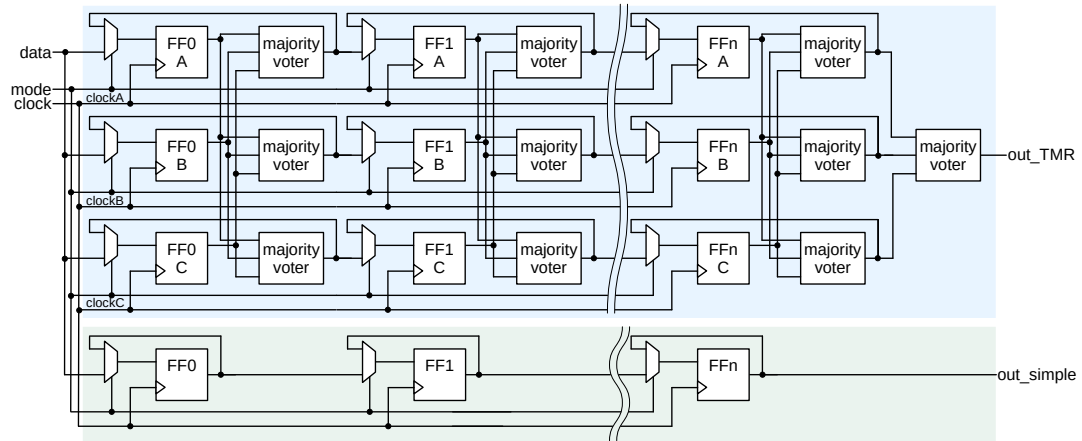 data
mode
clock
clockA
FF0
A
majority
voter
FF1
A
majority
voter
FFn
A
majority
voter
clockB
FF0
B
majority
voter
FF1
B
majority
voter
FFn
B
majority
voter
majority
voter
out_TMR
clockC
FF0
C
majority
voter
FF1
C
majority
voter
FFn
C
majority
voter
FF0
FF1
FFn
out_simple